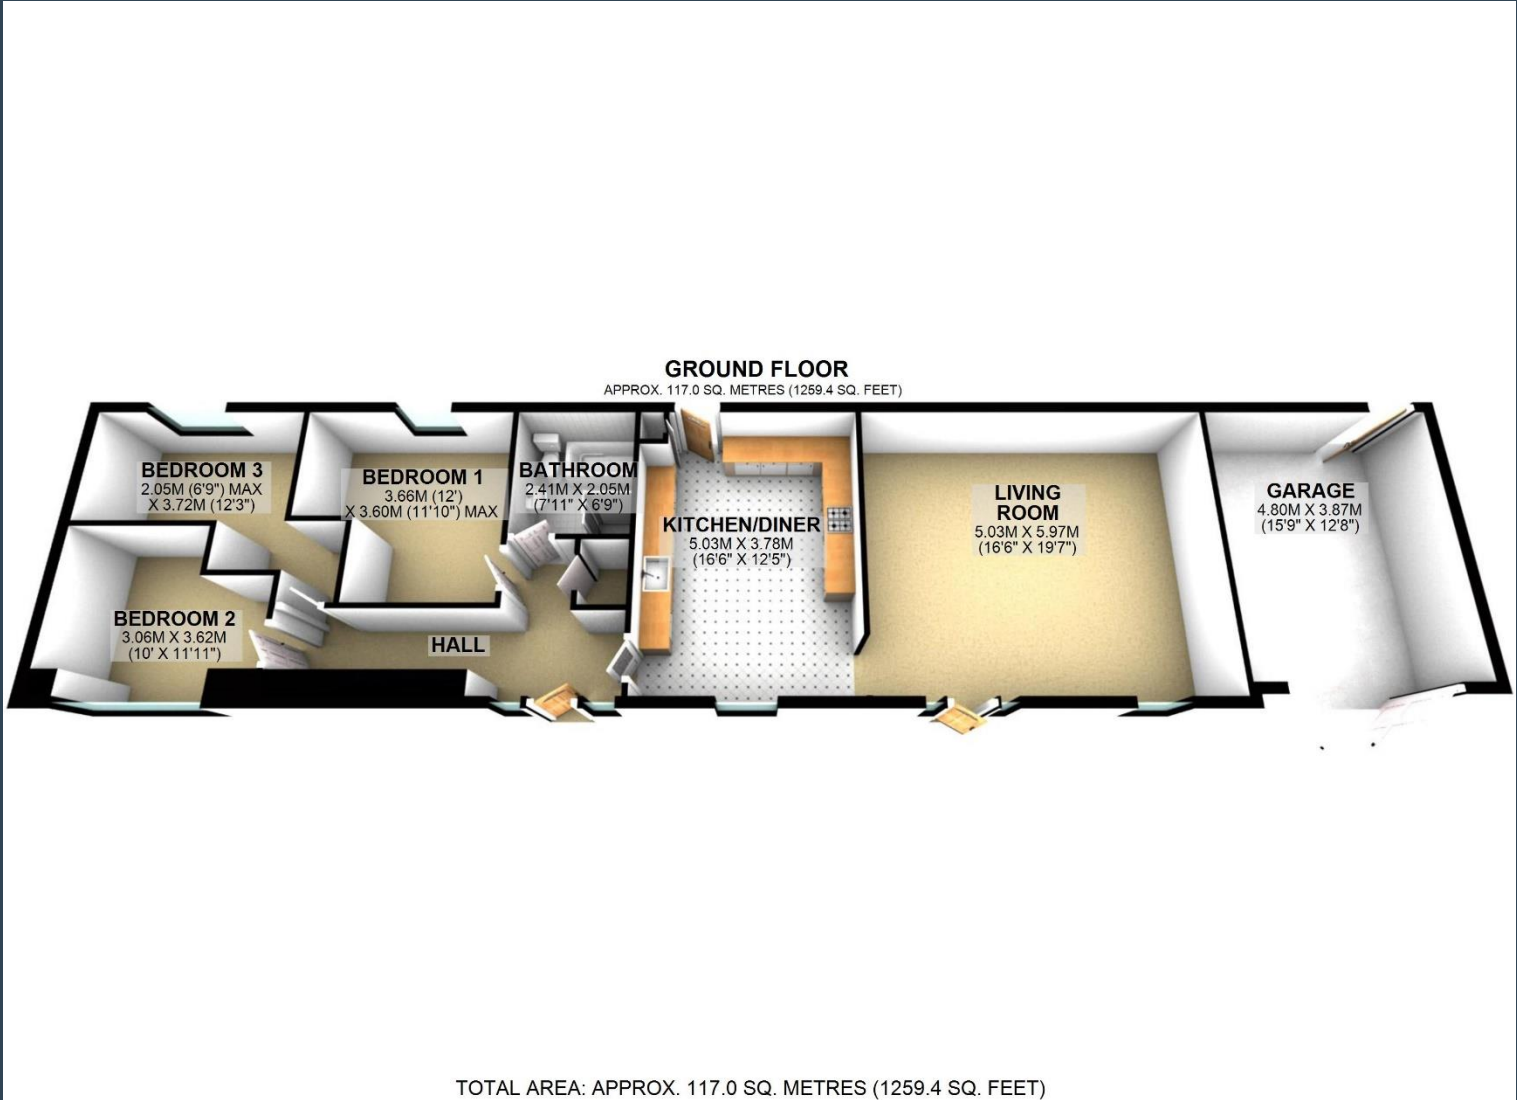 GROUND FLOOR
APPROX. 117.0 SQ. METRES (1259.4 SQ. FEET)
BEDROOM 3
2.05M (6'9") MAX
X 3.72M (12'3")
BEDROOM 1
3.66M (12')
X 3.60M (11'10") MAX
BATHROOM
2.41M X 2.05M
(7'11" X 6'9")
KITCHEN/DINER
5.03M X 3.78M
(16'6" X 12'5")
LIVING
ROOM
5.03M X 5.97M
(16'6" X 19'7")
GARAGE
4.80M X 3.87M
(15'9" X 12'8")
BEDROOM 2
3.06M X 3.62M
(10' X 11'11")
HALL
TOTAL AREA: APPROX. 117.0 SQ. METRES (1259.4 SQ. FEET)